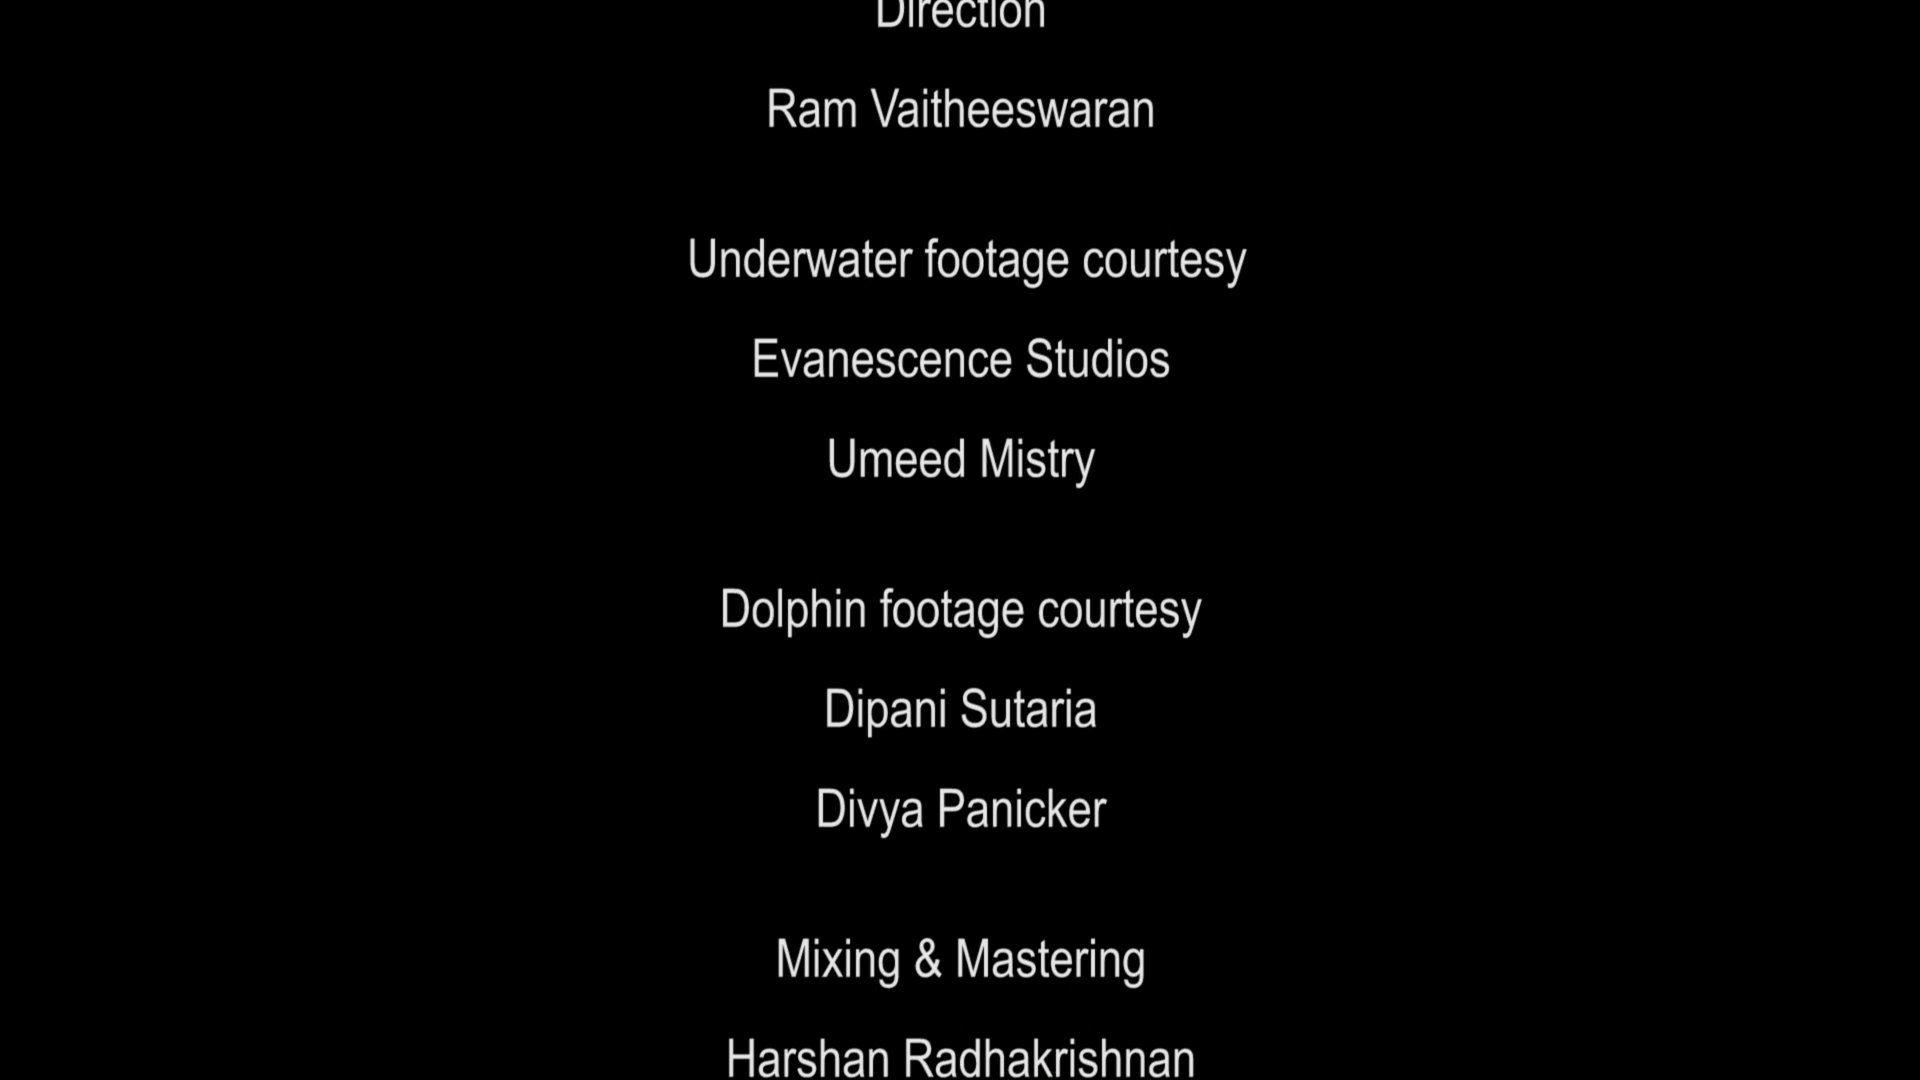 Direction
Ram Vaitheeswaran
Underwater footage courtesy
Evanescence Studios
Umeed Mistry
Dolphin footage courtesy
Dipani Sutaria
Divya Panicker
Mixing & Mastering
Harshan Radhakrishnan